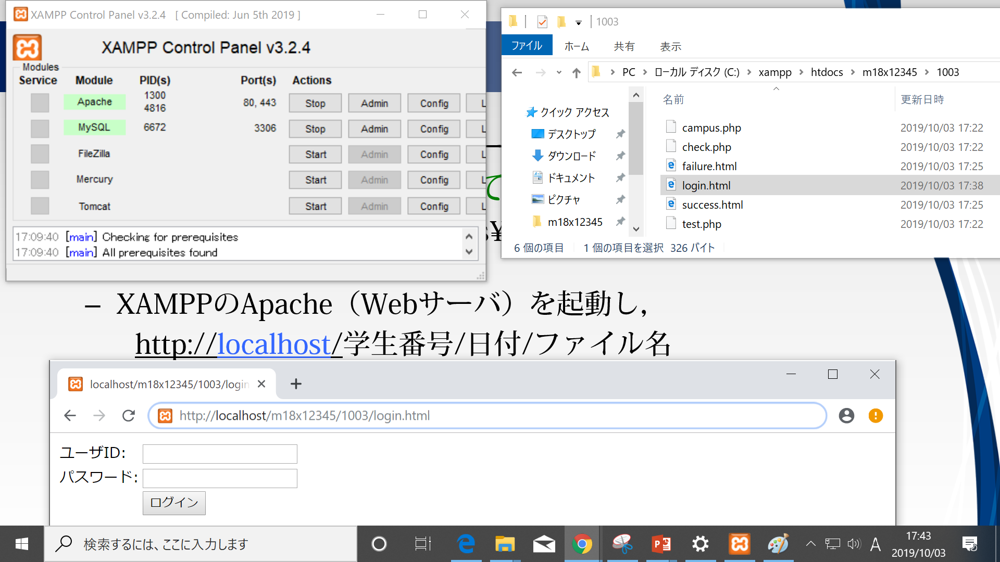 XAMPP Control Panel v3.2.4 [ Compiled: Jun 5th 2019 ]
XAMPP Control Panel v3.2.4
Modules
Service Module PID(s) Port(s) Actions
Apache 1300 4816 80, 443 Stop Admin Config L
MySQL 6672 3306 Stop Admin Config L
FileZilla Start Admin Config L
Mercury Start Admin Config L
Tomcat Start Admin Config L
17:09:40 [main] Checking for prerequisites
17:09:40 [main] All prerequisites found
1003
ファイル ホーム 共有 表示
PC › ローカル ディスク (C:) › xampp › htdocs › m18x12345 › 1003
名前 更新日時
クイック アクセス
デスクトップ
ダウンロード
ドキュメント
ピクチャ
m18x12345
campus.php 2019/10/03 17:22
check.php 2019/10/03 17:22
failure.html 2019/10/03 17:25
login.html 2019/10/03 17:38
success.html 2019/10/03 17:25
test.php 2019/10/03 17:22
6 個の項目 1 個の項目を選択 326 バイト
て
s¥
– XAMPPのApache（Webサーバ）を起動し，
http://localhost/学生番号/日付/ファイル名
localhost/m18x12345/1003/login
http://localhost/m18x12345/1003/login.html
ユーザID:
パスワード:
ログイン
検索するには、ここに入力します
A
17:43
2019/10/03